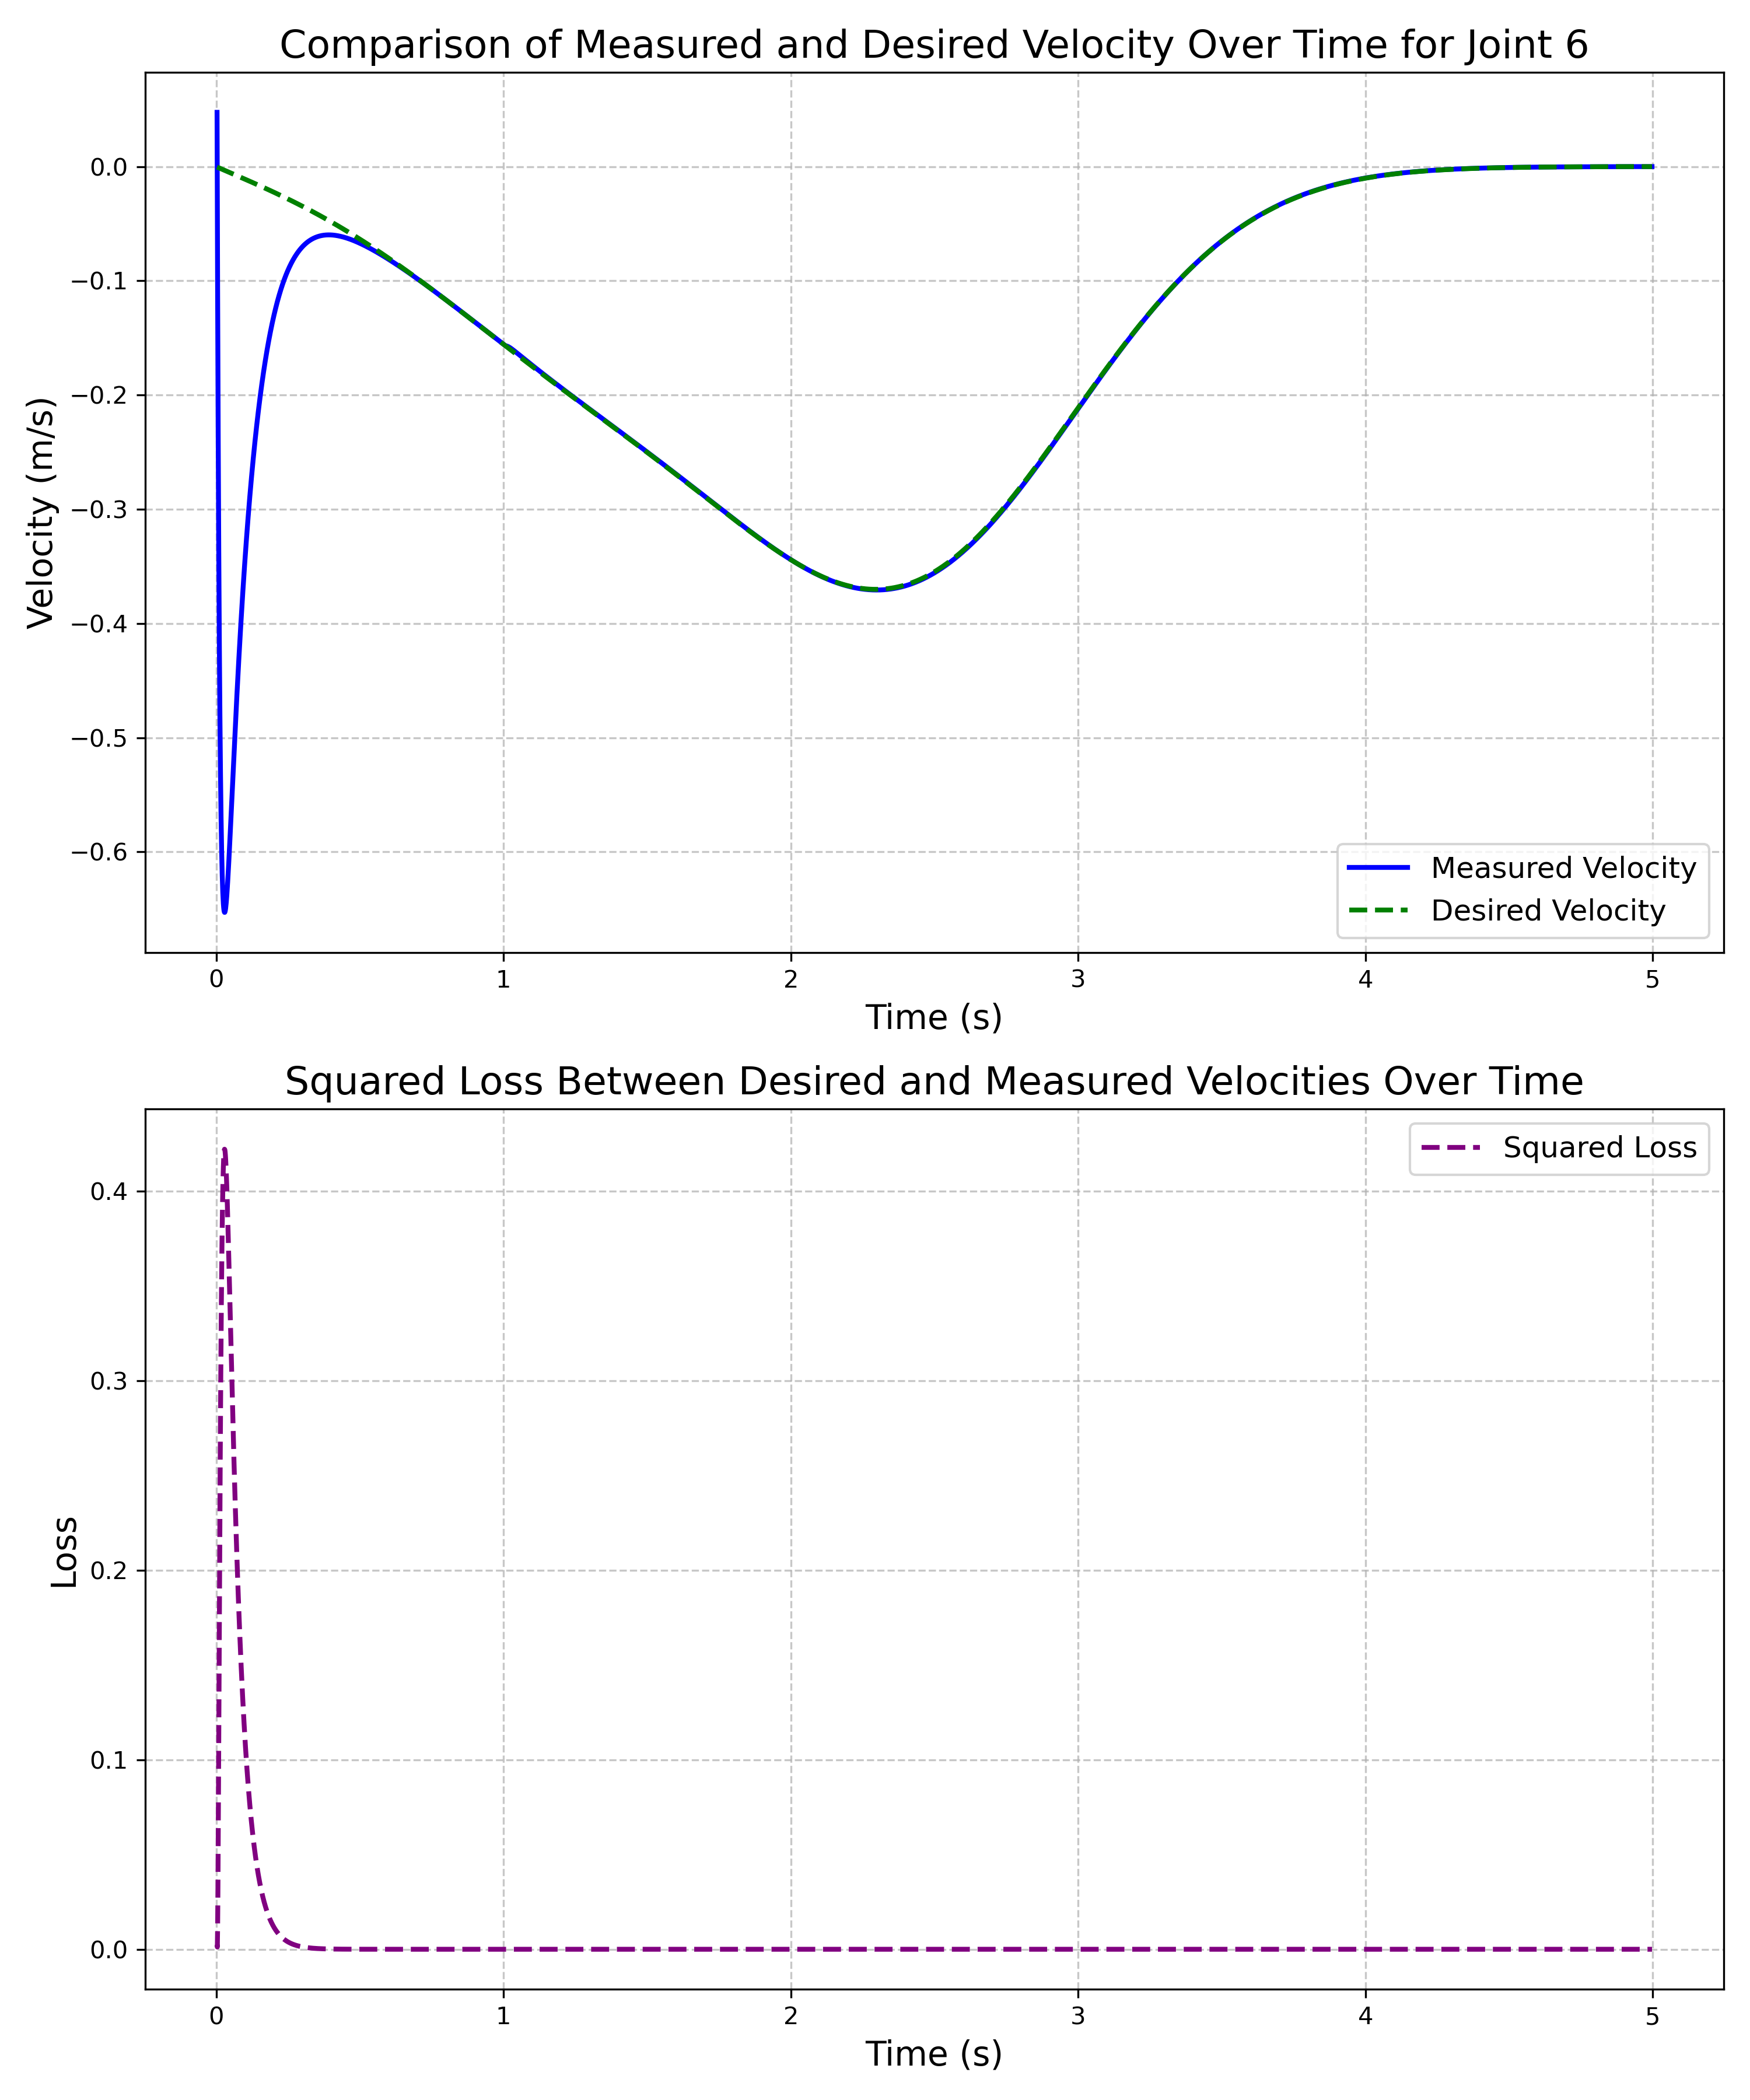 Comparison of Measured and Desired Velocity Over Time for Joint 6
Velocity (m/s)
0.0
−0.1
−0.2
−0.3
−0.4
−0.5
−0.6
Measured Velocity
Desired Velocity
0 1 2 3 4 5
Time (s)
Squared Loss Between Desired and Measured Velocities Over Time
Squared Loss
Loss
0.4
0.3
0.2
0.1
0.0
0 1 2 3 4 5
Time (s)